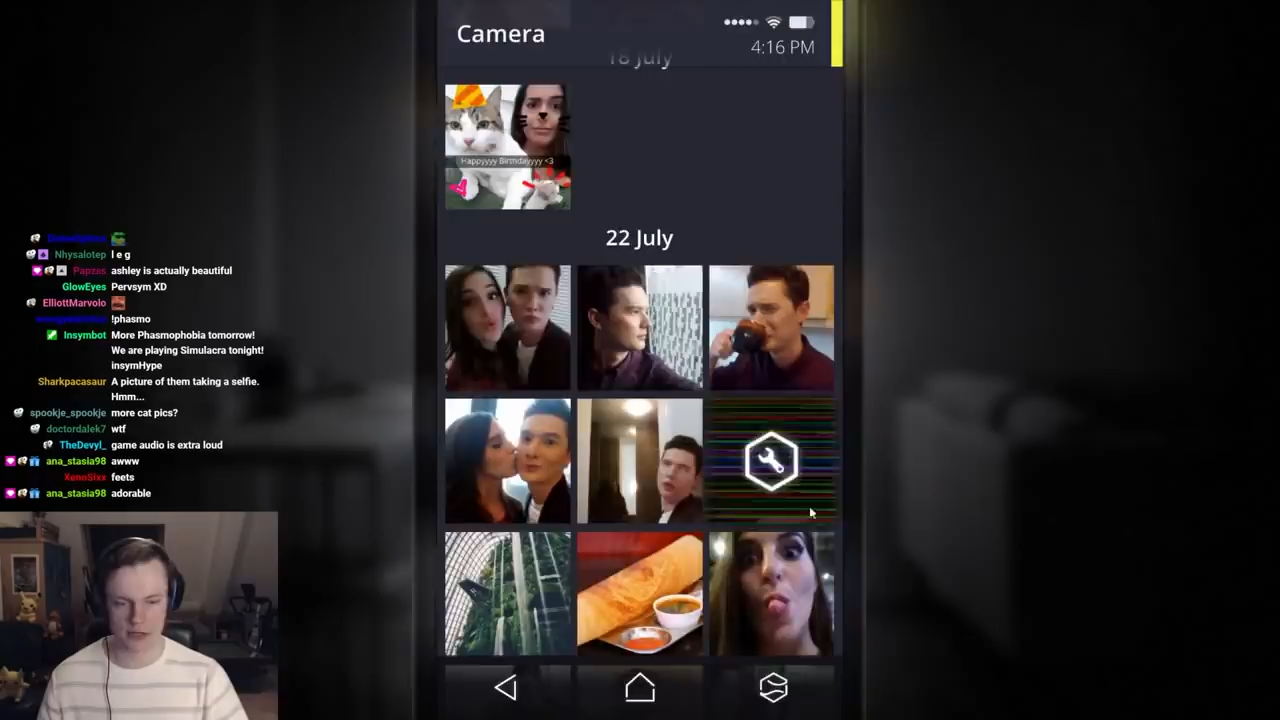 Camera
4:16 PM
18 July
Happyyyy Birthdayyyy <3
22 July
Nhysalotep l e g
Papzes ashley is actually beautiful
GlowEyes Pervsym XD
ElliottMarvolo
!phasmo
Insymbot More Phasmophobia tomorrow!
We are playing Simulacra tonight!
insymHype
Sharkpacasaur A picture of them taking a selfie.
Hmm...
spookje_spookje more cat pics?
doctordalek7 wtf
TheDevyl_ game audio is extra loud
ana_stasia98 awww
XenoSixx feets
ana_stasia98 adorable